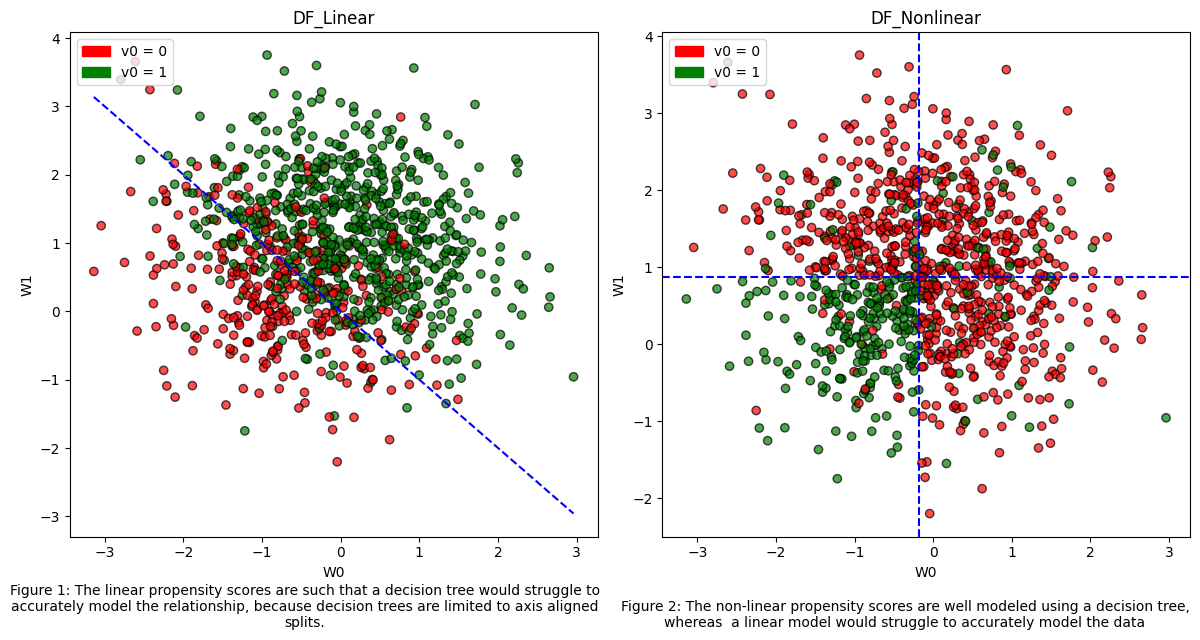 DF_Linear
v0 = 0
v0 = 1
4
3
2
1
0
−1
−2
−3
W1
−3
−2
−1
0
1
2
3
W0
Figure 1: The linear propensity scores are such that a decision tree would struggle to
accurately model the relationship, because decision trees are limited to axis aligned
splits.
DF_Nonlinear
v0 = 0
v0 = 1
4
3
2
1
0
−1
−2
W1
−3
−2
−1
0
1
2
3
W0
Figure 2: The non-linear propensity scores are well modeled using a decision tree,
whereas  a linear model would struggle to accurately model the data